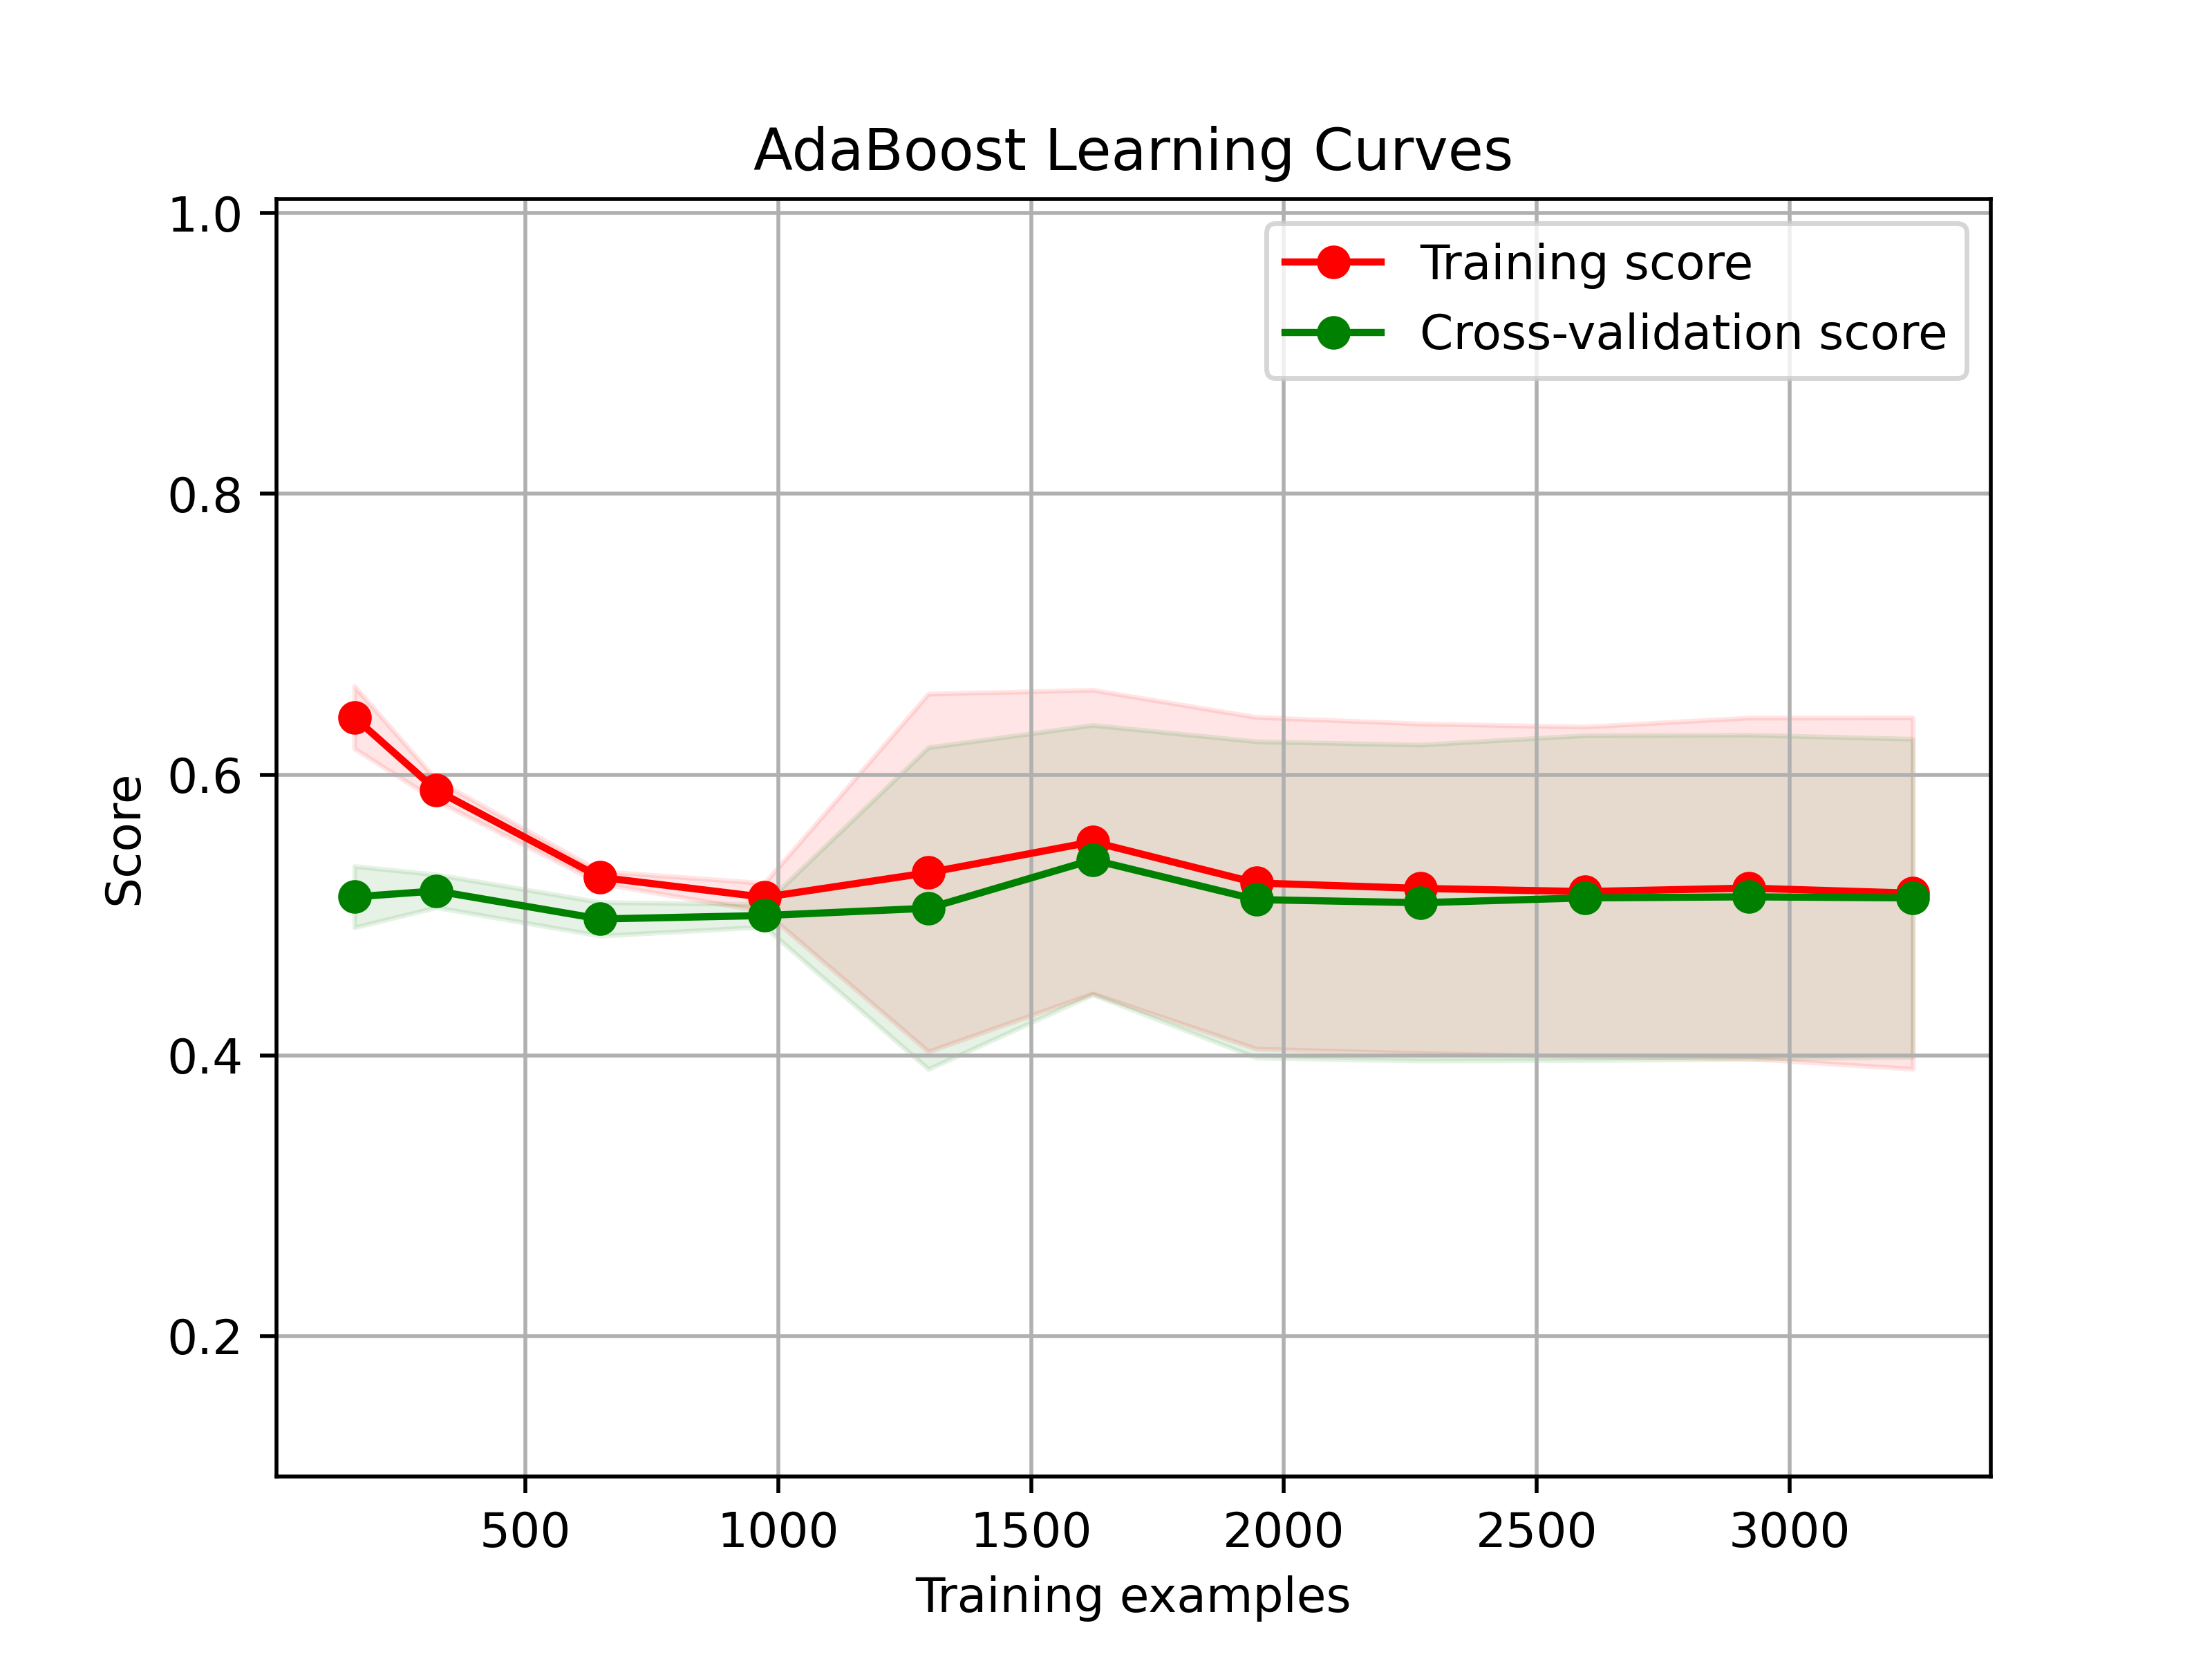 AdaBoost Learning Curves
1.0
0.8
0.6
0.4
0.2
Score
Training score
Cross-validation score
500 1000 1500 2000 2500 3000
Training examples